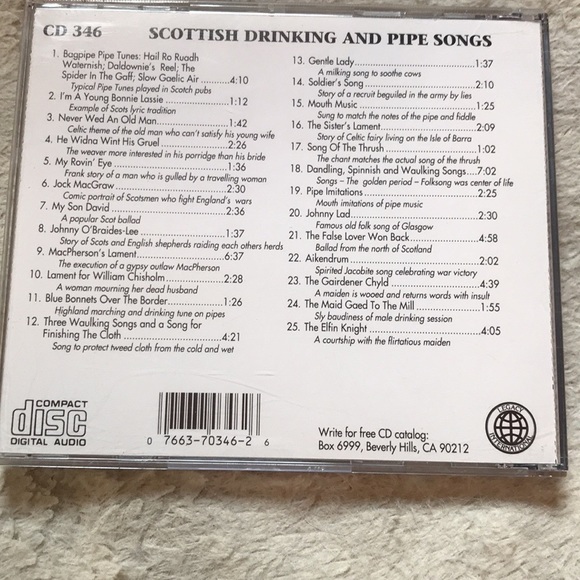 CD 346 SCOTTISH DRINKING AND PIPE SONGS
1. Bagpipe Pipe Tunes: Hail Ro Ruadh
Waternish; Daldownie's Reel; The
Spider In The Gaff; Slow Gaelic Air ..........4:10
Typical Pipe Tunes played in Scotch pubs
2. I'm A Young Bonnie Lassie ..................1:12
Example of Scots lyric tradition
3. Never Wed An Old Man......................1:42
Celtic theme of the old man who can't satisfy his young wife
4. He Widna Wint His Gruel ....................2:26
The weaver more interested in his porridge than his bride
5. My Rovin' Eye ..................................1:36
Frank story of a man who is gulled by a travelling woman
6. Jock MacGraw..................................2:30
Comic portrait of Scotsmen who fight England's wars
7. My Son David ..................................2:36
A popular Scot ballad
8. Johnny O'Braides-Lee ........................1:37
Story of Scots and English shepherds raiding each others herds
9. MacPherson's Lament........................6:37
The execution of a gypsy outlaw MacPherson
10. Lament for William Chisholm ..............2:28
A woman mourning her dead husband
11. Blue Bonnets Over The Border............1:26
Highland marching and drinking tune on pipes
12. Three Waulking Songs and a Song for
Finishing The Cloth ............................4:21
Song to protect tweed cloth from the cold and wet
13. Gentle Lady....................................1:37
A milking song to soothe cows
14. Soldier's Song..................................2:10
Story of a recruit beguiled in the army by lies
15. Mouth Music ....................................1:25
Sung to match the notes of the pipe and fiddle
16. The Sister's Lament............................2:09
Story of Celtic fairy living on the Isle of Barra
17. Song Of The Thrush ..........................1:02
The chant matches the actual song of the thrush
18. Dandling, Spinnish and Waulking Songs....7:02
Songs – The golden period – Folksong was center of life
19. Pipe Imitations ..................................2:25
Mouth imitations of pipe music
20. Johnny Lad......................................2:30
Famous old folk song of Glasgow
21. The False Lover Won Back..................4:58
Ballad from the north of Scotland
22. Aikendrum ......................................2:02
Spirited Jacobite song celebrating war victory
23. The Gairdener Chyld ........................4:39
A maiden is wooed and returns words with insult
24. The Maid Gaed To The Mill ................1:55
Sly baudiness of male drinking session
25. The Elfin Knight ................................4:05
A courtship with the flirtatious maiden
COMPACT
disc
DIGITAL AUDIO
0 7663-70346-2 6
Write for free CD catalog:
Box 6999, Beverly Hills, CA 90212
LEGACY
INTERNATIONAL